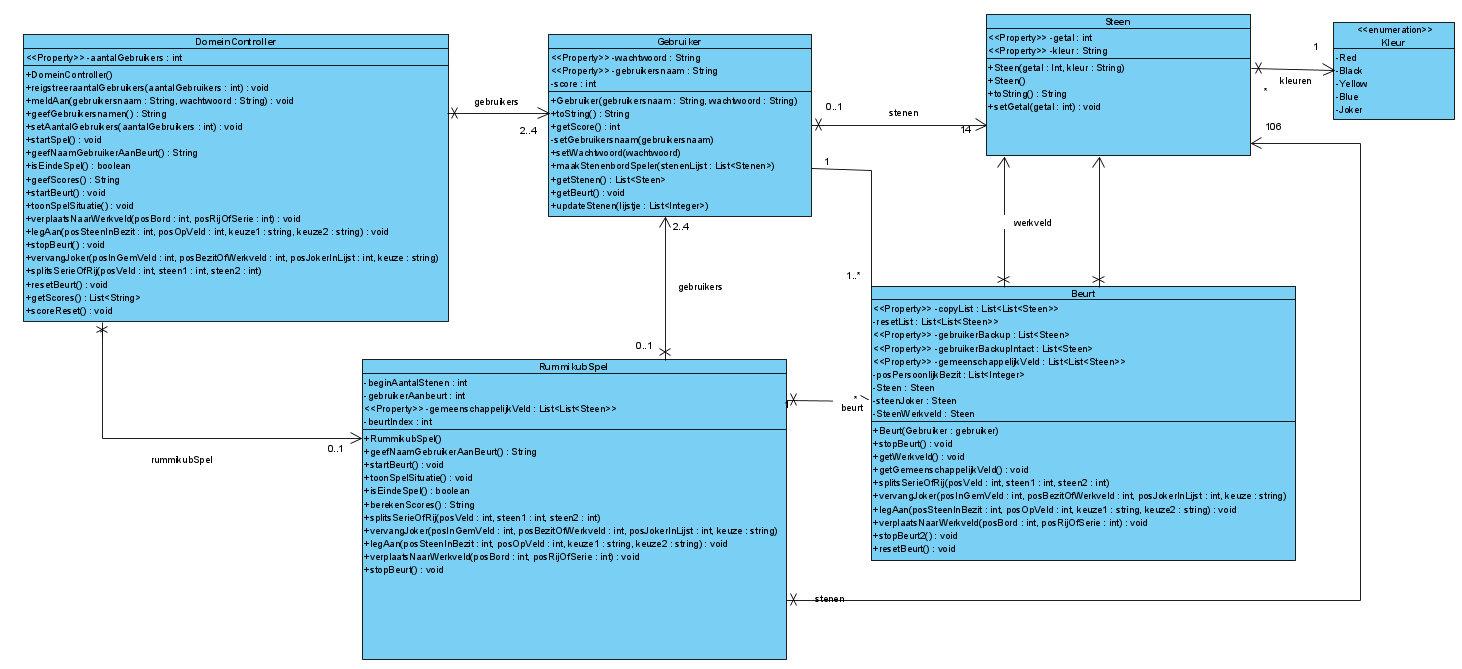 DomeinController
<<Property>> -aantalGebruikers : int
+DomeinController()
+reigstreeraantalGebruikers(aantalGebruikers : int) : void
+meldAan(gebruikersnaam : String, wachtwoord : String) : void
+geefGebruikersnamen() : String
+setAantalGebruikers(aantalGebruikers : int) : void
+startSpel() : void
+geefNaamGebruikerAanBeurt() : String
+isEindeSpel() : boolean
+geefScores() : String
+startBeurt() : void
+toonSpelSituatie() : void
+verplaatsNaarWerkveld(posBord : int, posRijOfSerie : int) : void
+legAan(posSteenInBezit : int, posOpVeld : int, keuze1 : string, keuze2 : string) : void
+stopBeurt() : void
+vervangJoker(posInGemVeld : int, posBezitOfWerkveld : int, posJokerInLijst : int, keuze : string)
+splitsSerieOfRij(posVeld : int, steen1 : int, steen2 : int)
+resetBeurt() : void
+getScores() : List<String>
+scoreReset() : void
gebruikers
2..4
Gebruiker
<<Property>> -wachtwoord : String
<<Property>> -gebruikersnaam : String
-score : int
+Gebruiker(gebruikersnaam : String, wachtwoord : String)
+toString() : String
+getScore() : int
-setGebruikersnaam(gebruikersnaam)
+setWachtwoord(wachtwoord)
+maakStenenbordSpeler(stenenLijst : List<Stenen>)
+getStenen() : List<Steen>
+getBeurt() : void
+updateStenen(lijstje : List<Integer>)
0..1
stenen
14
1
Steen
<<Property>> -getal : int
<<Property>> -kleur : String
+Steen(getal : Int, kleur : String)
+Steen()
+toString() : String
+setGetal(getal : int) : void
1
kleuren
*
<<enumeration>>
Kleur
-Red
-Black
-Yellow
-Blue
-Joker
106
werkveld
2..4
gebruikers
0..1
1..*
Beurt
<<Property>> -copyList : List<List<Steen>>
-resetList : List<List<Steen>>
<<Property>> -gebruikerBackup : List<Steen>
<<Property>> -gebruikerBackupIntact : List<Steen>
<<Property>> -gemeenschappelijkVeld : List<List<Steen>>
-posPersoonlijkBezit : List<Integer>
-Steen : Steen
-steenJoker : Steen
-SteenWerkveld : Steen
+Beurt(Gebruiker : gebruiker)
+stopBeurt() : void
+getWerkveld() : void
+getGemeenschappelijkVeld() : void
+splitsSerieOfRij(posVeld : int, steen1 : int, steen2 : int)
+vervangJoker(posInGemVeld : int, posBezitOfWerkveld : int, posJokerInLijst : int, keuze : string)
+legAan(posSteenInBezit : int, posOpVeld : int, keuze1 : string, keuze2 : string) : void
+verplaatsNaarWerkveld(posBord : int, posRijOfSerie : int) : void
+stopBeurt2() : void
+resetBeurt() : void
RummikubSpel
-beginAantalStenen : int
-gebruikerAanbeurt : int
<<Property>> -gemeenschappelijkVeld : List<List<Steen>>
-beurtIndex : int
+RummikubSpel()
+geefNaamGebruikerAanBeurt() : String
+startBeurt() : void
+toonSpelSituatie() : void
+isEindeSpel() : boolean
+berekenScores() : String
+splitsSerieOfRij(posVeld : int, steen1 : int, steen2 : int)
+vervangJoker(posInGemVeld : int, posBezitOfWerkveld : int, posJokerInLijst : int, keuze : string)
+legAan(posSteenInBezit : int, posOpVeld : int, keuze1 : string, keuze2 : string) : void
+verplaatsNaarWerkveld(posBord : int, posRijOfSerie : int) : void
+stopBeurt() : void
1
*
beurt
0..1
rummikubSpel
stenen